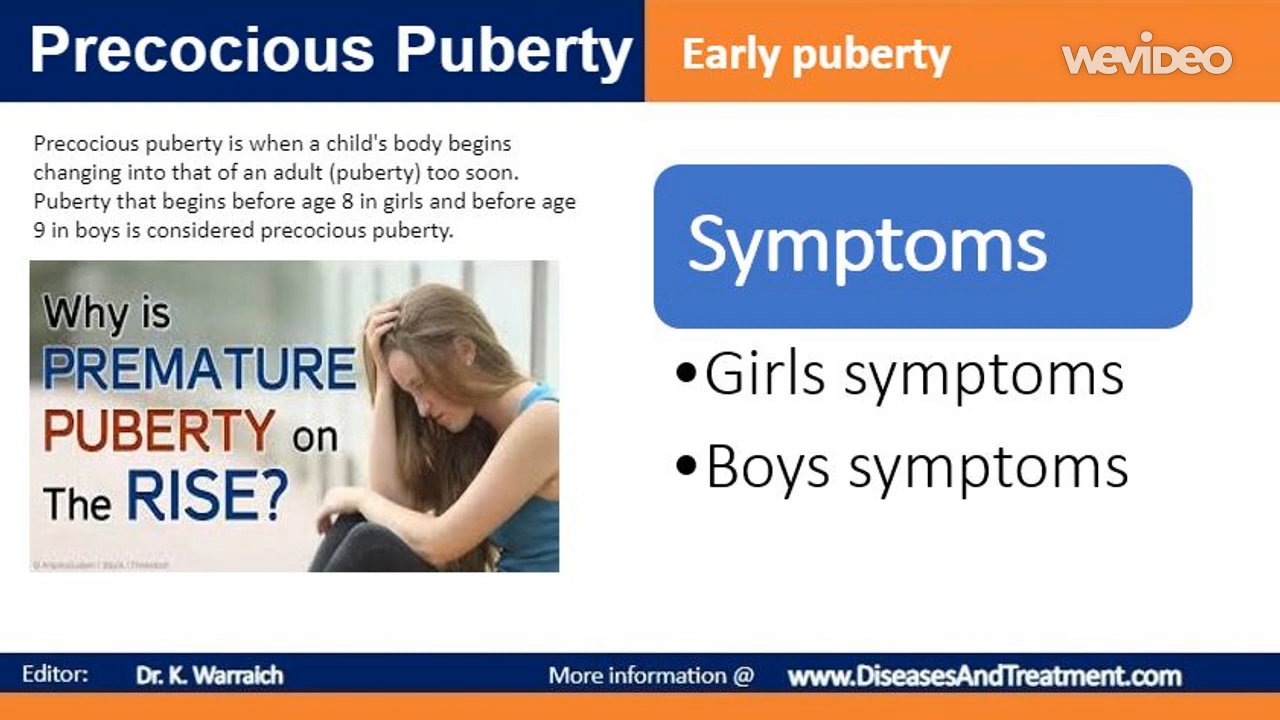 Precocious Puberty
Early puberty
WEVIDEO
Precocious puberty is when a child's body begins
changing into that of an adult (puberty) too soon.
Puberty that begins before age 8 in girls and before age
9 in boys is considered precocious puberty.
Why is
PREMATURE
PUBERTY on
The RISE?
Symptoms
•Girls symptoms
•Boys symptoms
Editor: Dr. K. Warraich
More information @ www.DiseasesAndTreatment.com